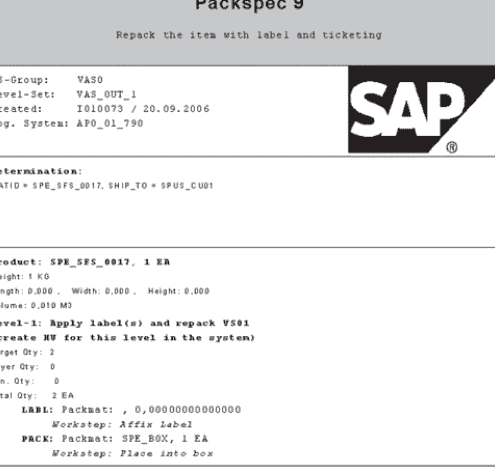 Packspec 9
Repack the item with label and ticketing
S-Group: VASO
evel-Set: VAS_OUT_1
reated: I010073 / 20.09.2006
og. System: AP0_01_790
SAP
®
etermination:
ATID = SPE_SFS_0017, SHIP_TO = SPUS_CU01
roduct: SPE_SFS_0017, 1 EA
eight: 1 KG
ngth: 0,000 , Width: 0,000 , Height: 0,000
lume: 0,010 M3
evel-1: Apply label(s) and repack VS01
create HU for this level in the system)
rget Qty: 2
yer Qty: 0
n. Qty: 0
tal Qty: 2 EA
LABL: Packmat: , 0,00000000000000
Workstep: Affix Label
PACK: Packmat: SPE_BOX, 1 EA
Workstep: Place into box